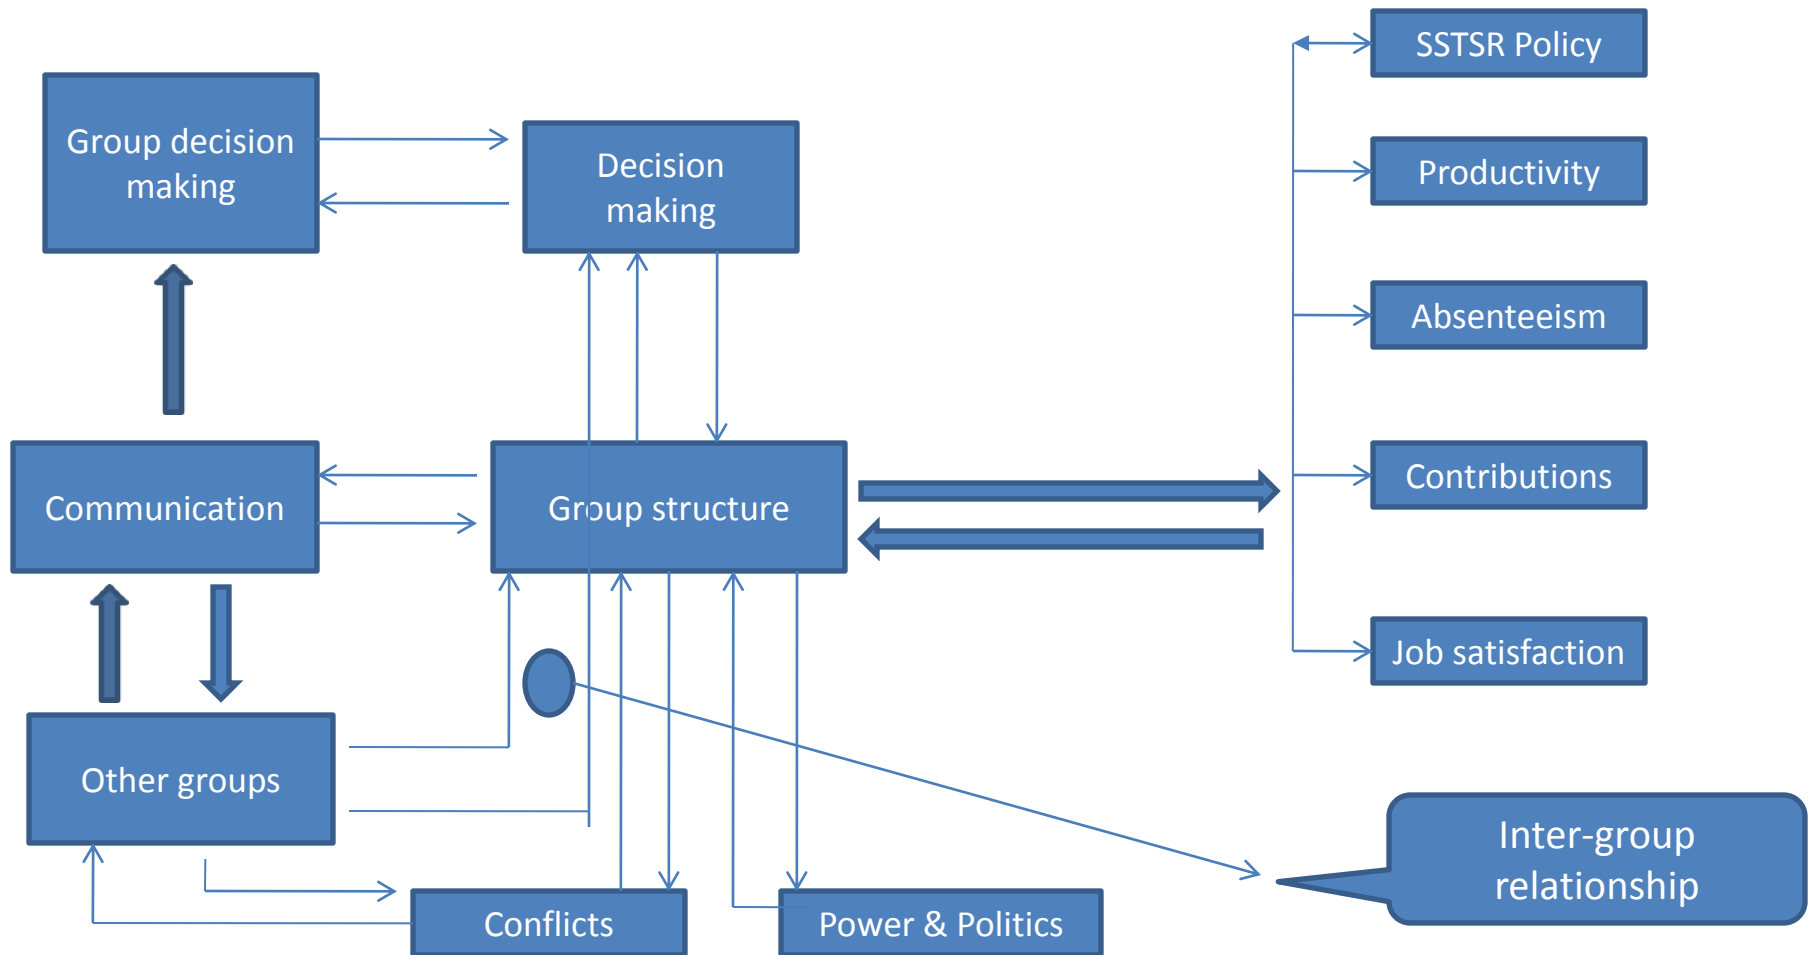 SSTSR Policy
Group decision
making
Decision
making
Productivity
Absenteeism
Communication
Group structure
Contributions
Job satisfaction
Other groups
Inter-group
relationship
Conflicts
Power & Politics